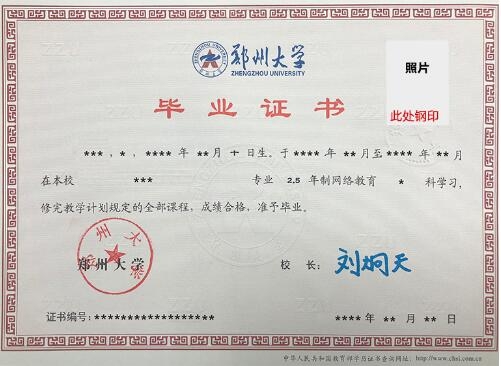 郑州大学
ZHENGZHOU UNIVERSITY
照片
此处钢印
毕业证书
***，*，****年**月十日生。于****年**月至****年**月
在本校 *** 专业 2.5 年制网络教育 * 科学习，
修完教学计划规定的全部课程，成绩合格，准予毕业。
郑州大学
郑州大学
校 长：刘炯天
证书编号：******************
****年**月**日
中华人民共和国教育部学历证书查询网址：http://www.chsi.com.cn